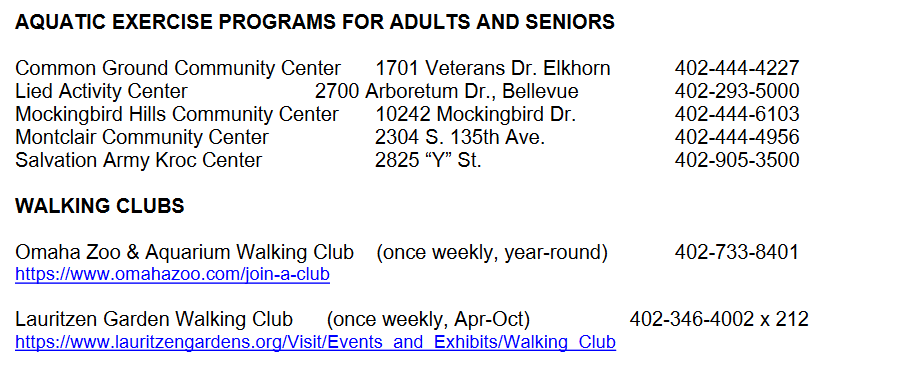 AQUATIC EXERCISE PROGRAMS FOR ADULTS AND SENIORS
Common Ground Community Center 1701 Veterans Dr. Elkhorn 402-444-4227
Lied Activity Center 2700 Arboretum Dr., Bellevue 402-293-5000
Mockingbird Hills Community Center 10242 Mockingbird Dr. 402-444-6103
Montclair Community Center 2304 S. 135th Ave. 402-444-4956
Salvation Army Kroc Center 2825 “Y” St. 402-905-3500
WALKING CLUBS
Omaha Zoo & Aquarium Walking Club (once weekly, year-round) 402-733-8401
https://www.omahazoo.com/join-a-club
Lauritzen Garden Walking Club (once weekly, Apr-Oct) 402-346-4002 x 212
https://www.lauritzengardens.org/Visit/Events_and_Exhibits/Walking_Club